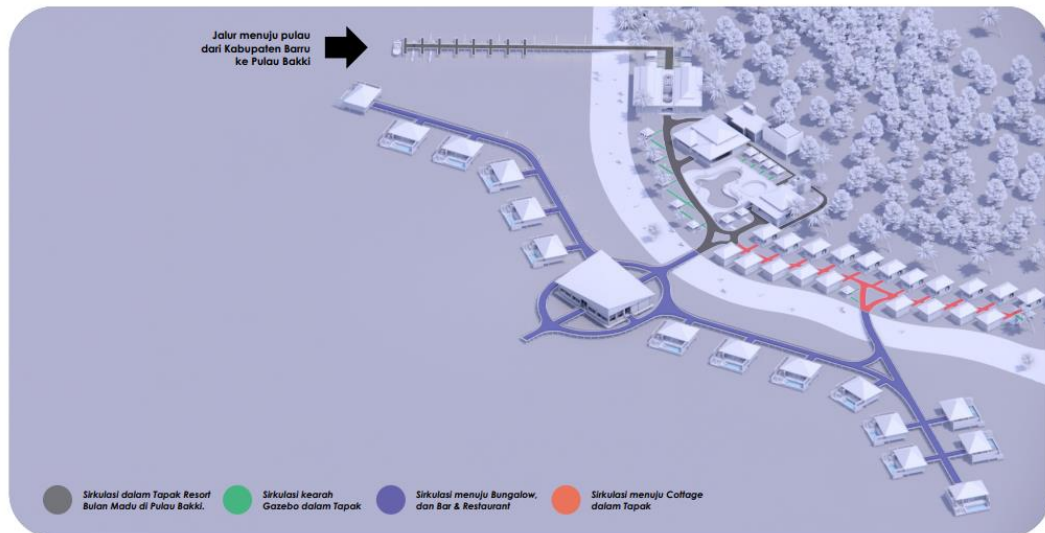 Jalur menuju pulau
dari Kabupaten Barru
ke Pulau Bakki
Sirkulasi dalam Tapak Resort
Bulan Madu di Pulau Bakki.
Sirkulasi kearah
Gazebo dalam Tapak
Sirkulasi menuju Bungalow,
dan Bar & Restaurant
Sirkulasi menuju Cottage
dalam Tapak